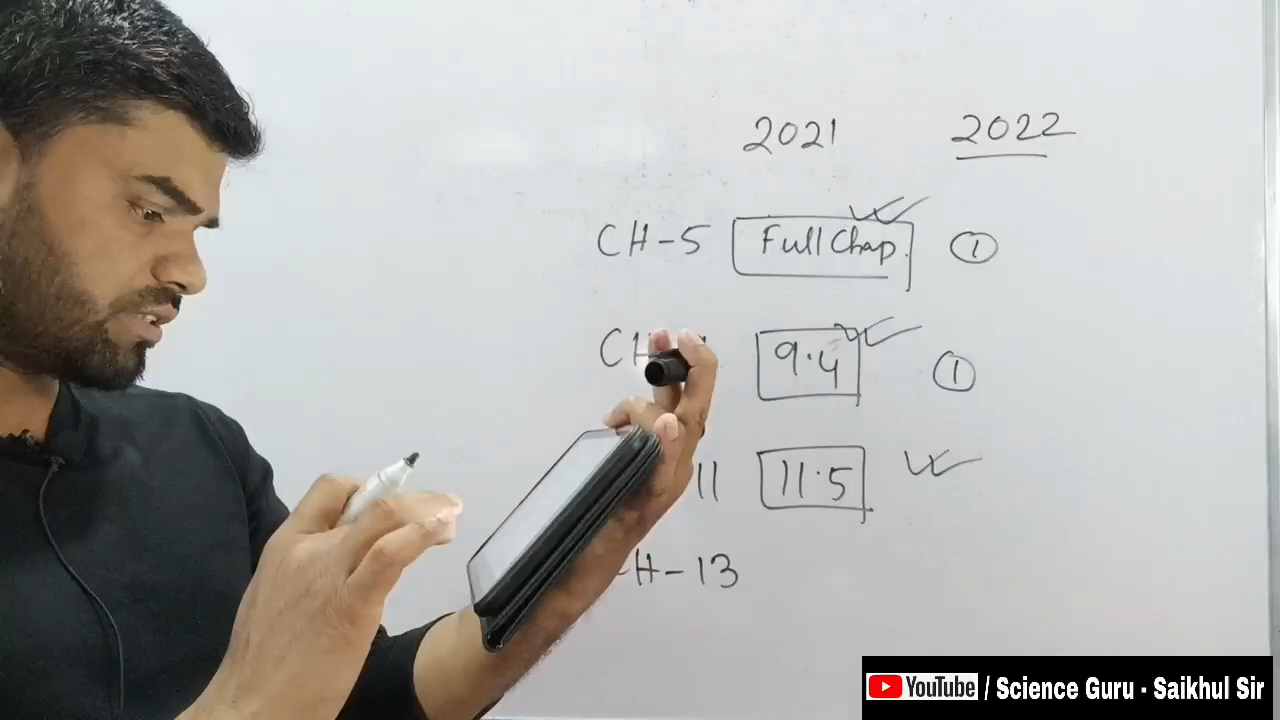 2021 2022
CH-5 Full Chap. 1
9.4 1
11 11.5
CH-13
YouTube / Science Guru - Saikhul Sir